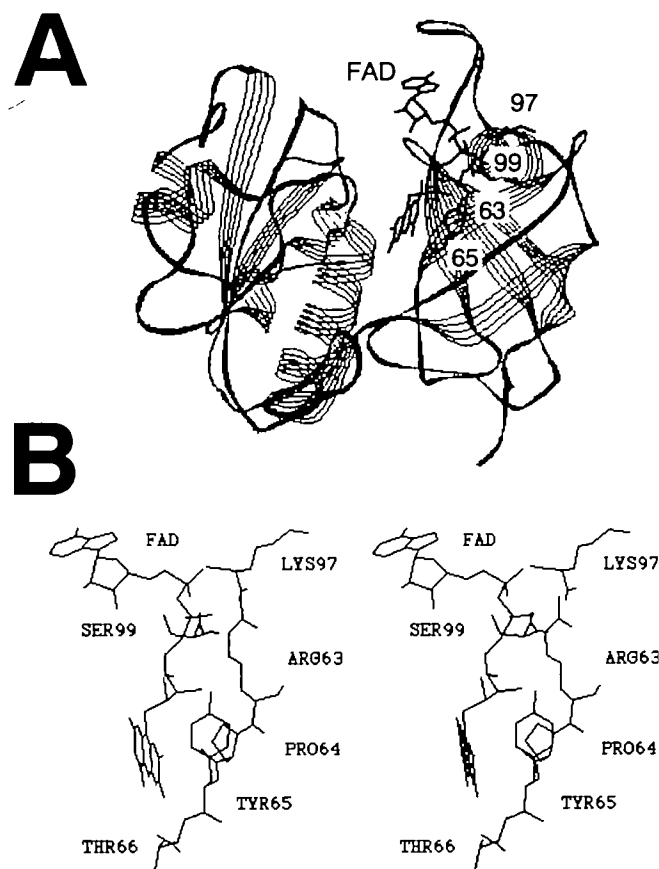 A
FAD
97
99
63
65
B
FAD
LYS97
SER99
ARG63
PRO64
TYR65
THR66
FAD
LYS97
SER99
ARG63
PRO64
TYR65
THR66